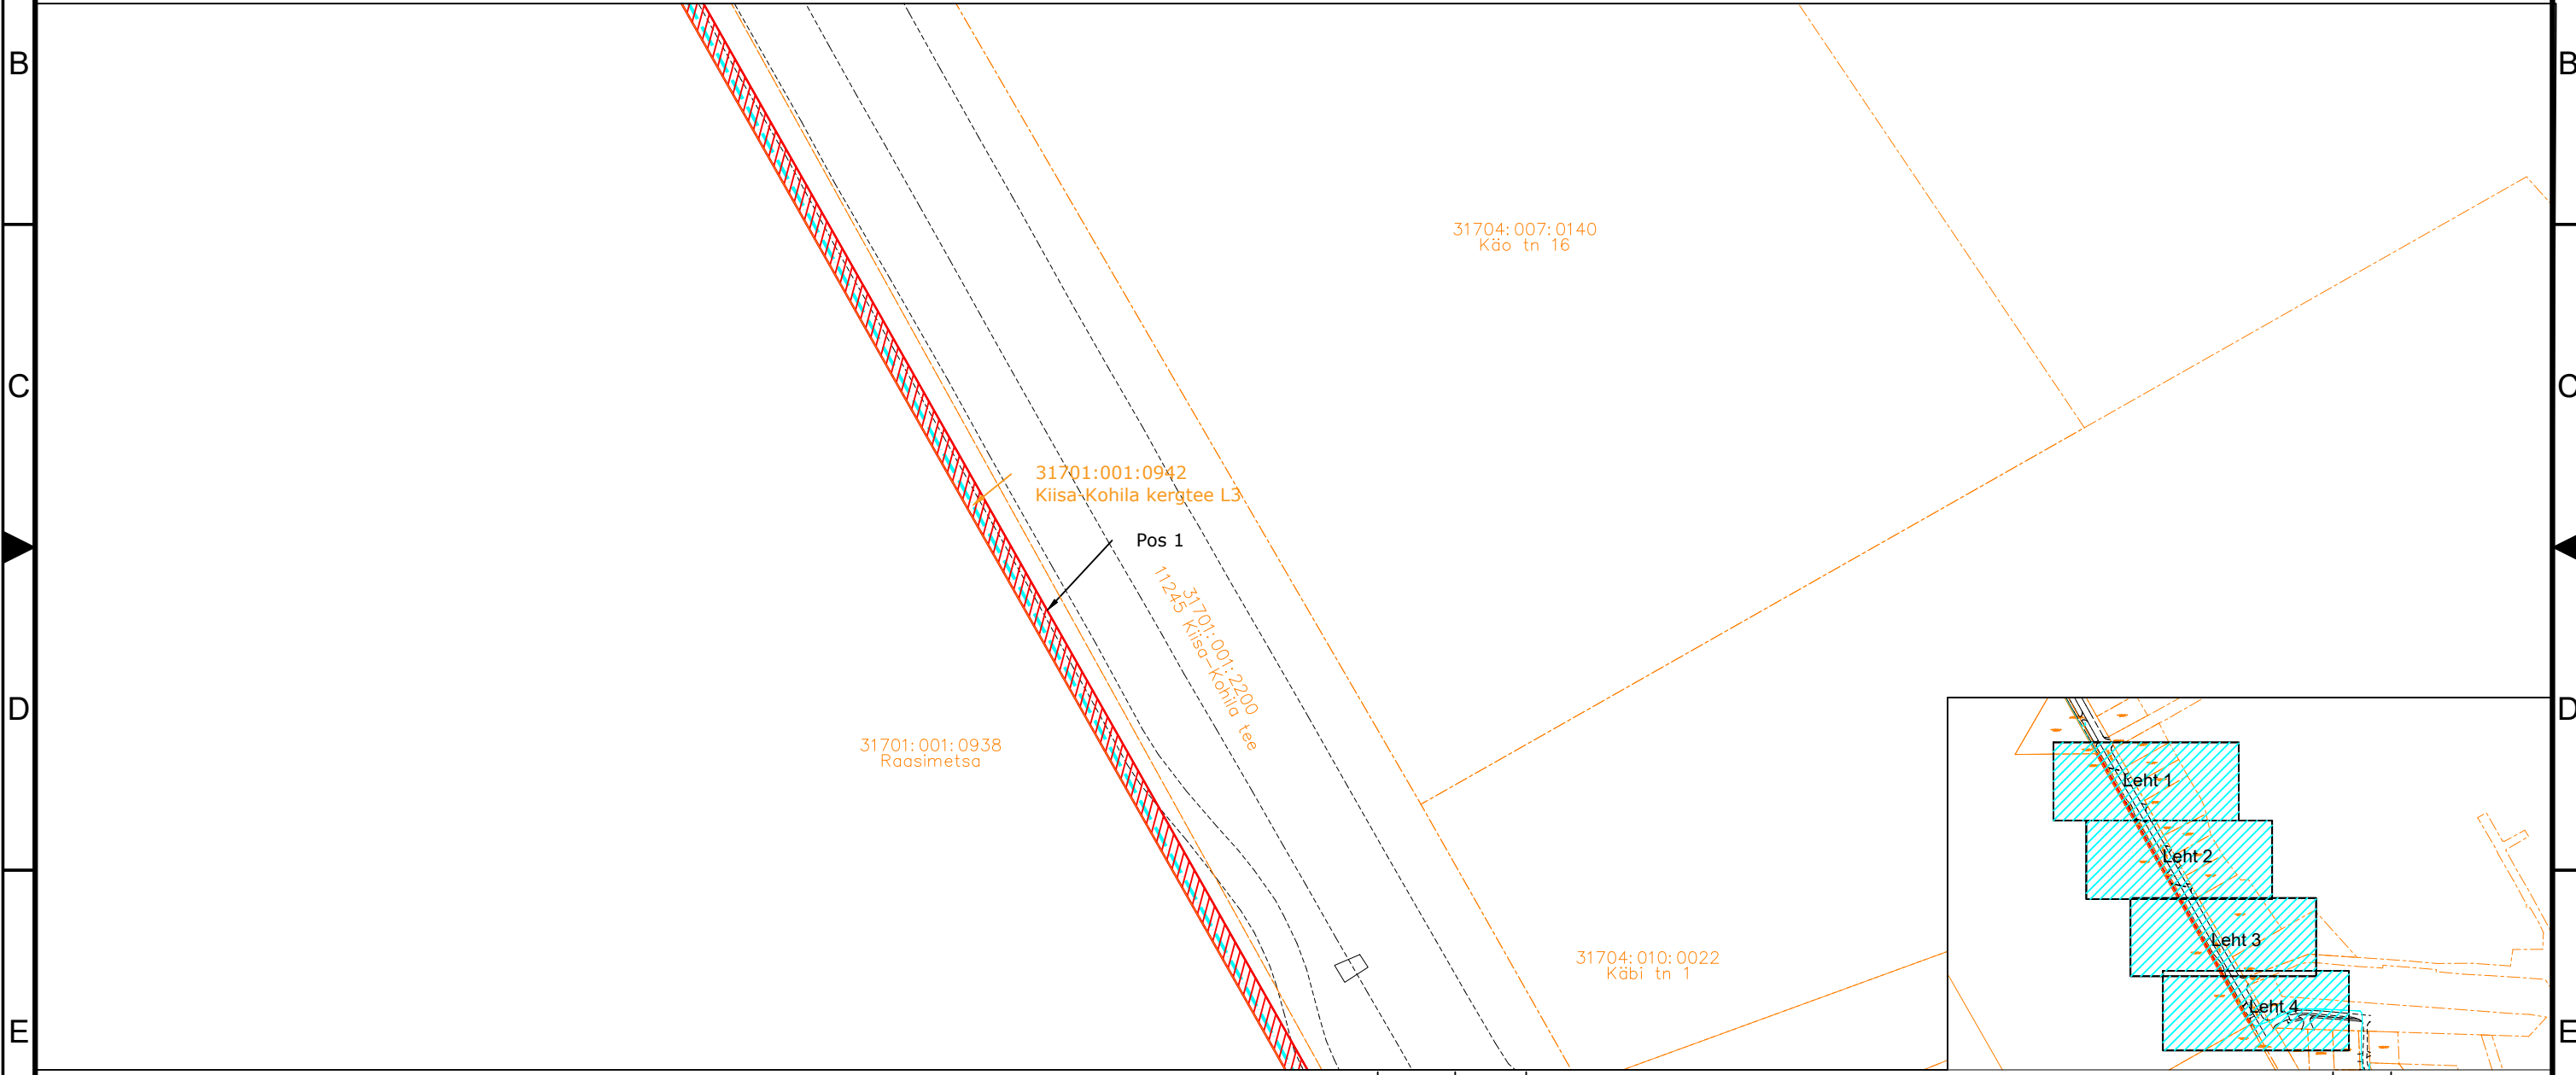 B
B
31704:007:0140
Käo tn 16
C
C
31701:001:0942
Kiisa-Kohila kergtee L3
Pos 1
31701:001:2200
11245 Kiisa-Kohila tee
D
D
31701:001:0938
Raasimetsa
Leht 1
Leht 2
Leht 3
31704:010:0022
Käbi tn 1
Leht 4
E
E